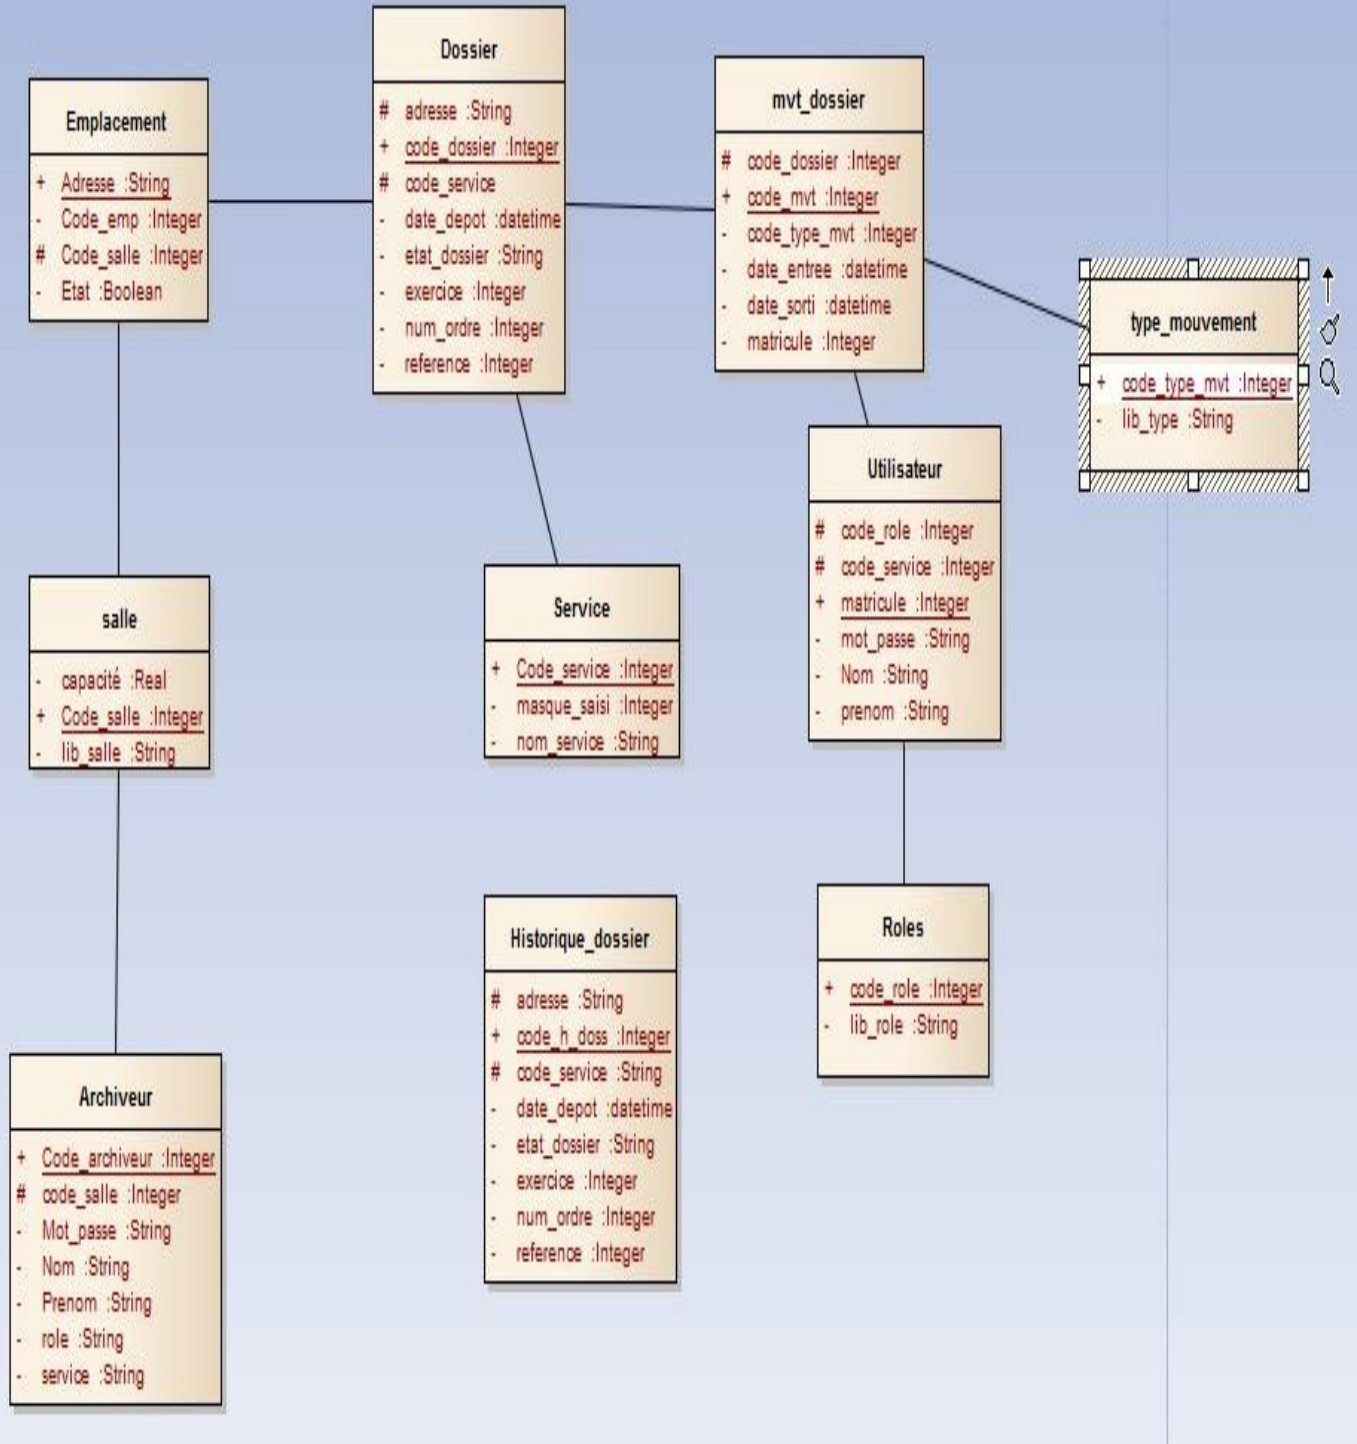 Emplacement
+ Adresse :String
- Code_emp :Integer
# Code_salle :Integer
- Etat :Boolean
Dossier
# adresse :String
+ code_dossier :Integer
# code_service
- date_depot :datetime
- etat_dossier :String
- exercice :Integer
- num_ordre :Integer
- reference :Integer
mvt_dossier
# code_dossier :Integer
+ code_mvt :Integer
- code_type_mvt :Integer
- date_entree :datetime
- date_sorti :datetime
- matricule :Integer
type_mouvement
+ code_type_mvt :Integer
- lib_type :String
Utilisateur
# code_role :Integer
# code_service :Integer
+ matricule :Integer
- mot_passe :String
- Nom :String
- prenom :String
salle
- capacité :Real
+ Code_salle :Integer
- lib_salle :String
Service
+ Code_service :Integer
- masque_saisi :Integer
- nom_service :String
Historique_dossier
# adresse :String
+ code_h_doss :Integer
# code_service :String
- date_depot :datetime
- etat_dossier :String
- exercice :Integer
- num_ordre :Integer
- reference :Integer
Roles
+ code_role :Integer
- lib_role :String
Archiveur
+ Code_archiveur :Integer
# code_salle :Integer
- Mot_passe :String
- Nom :String
- Prenom :String
- role :String
- service :String